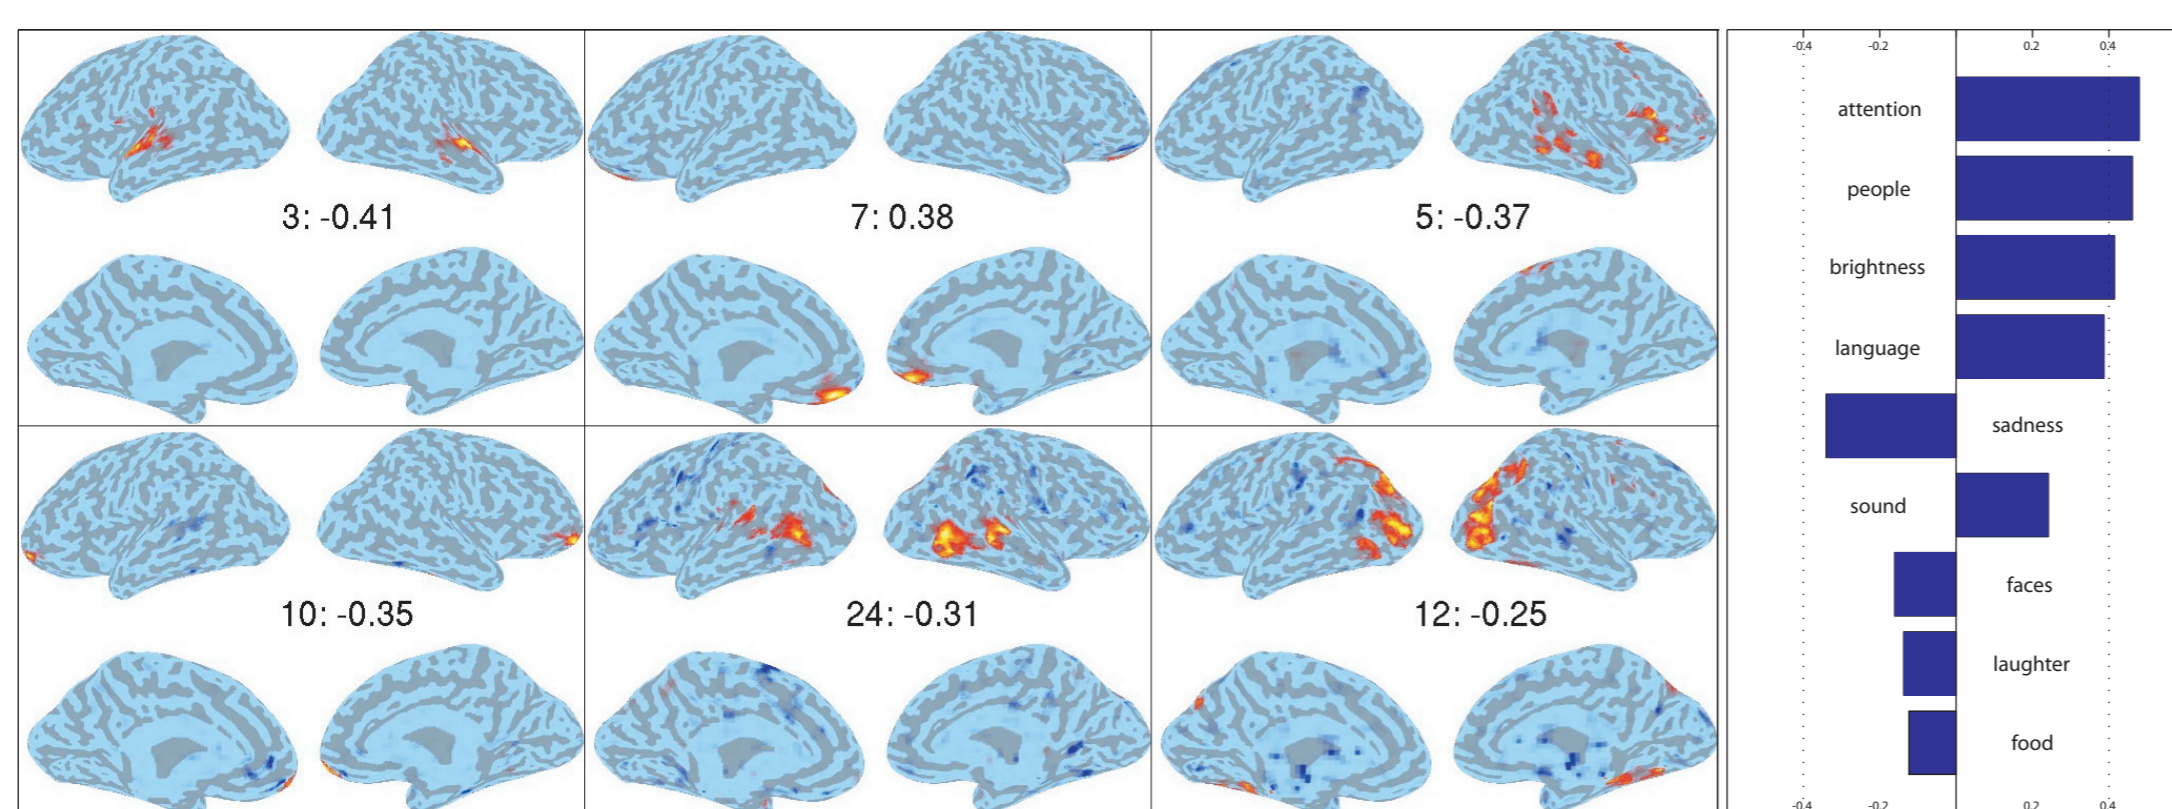 3: -0.41
7: 0.38
5: -0.37
10: -0.35
24: -0.31
12: -0.25
-0.4 -0.2 0.2 0.4
attention
people
brightness
language
sadness
sound
faces
laughter
food
-0.4 -0.2 0.2 0.4